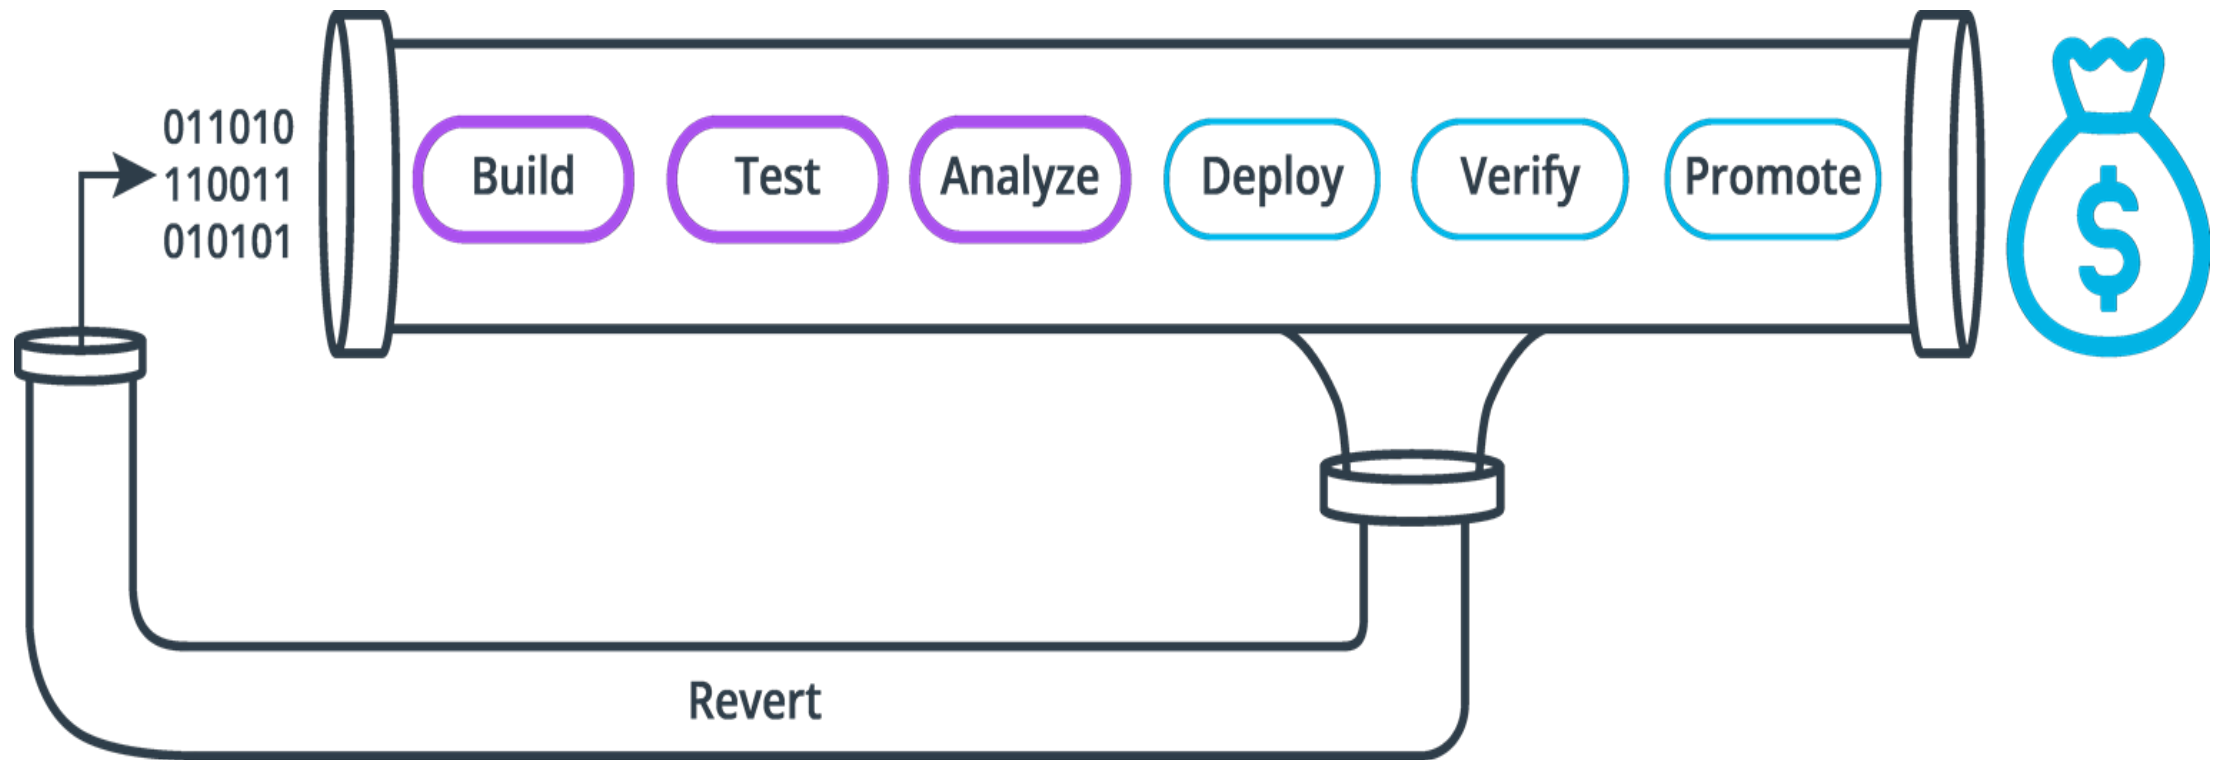 011010
110011
010101
Build
Test
Analyze
Deploy
Verify
Promote
$
Revert